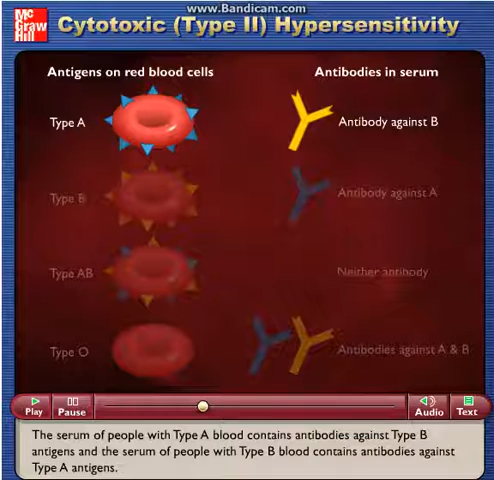 www.Bandicam.com
Mc
Graw
Hill
Cytotoxic (Type II) Hypersensitivity
Antigens on red blood cells
Antibodies in serum
Type A
Antibody against B
Type B
Antibody against A
Type AB
Neither antibody
Type O
Antibodies against A & B
Play
Pause
Audio
Text
The serum of people with Type A blood contains antibodies against Type B
antigens and the serum of people with Type B blood contains antibodies against
Type A antigens.